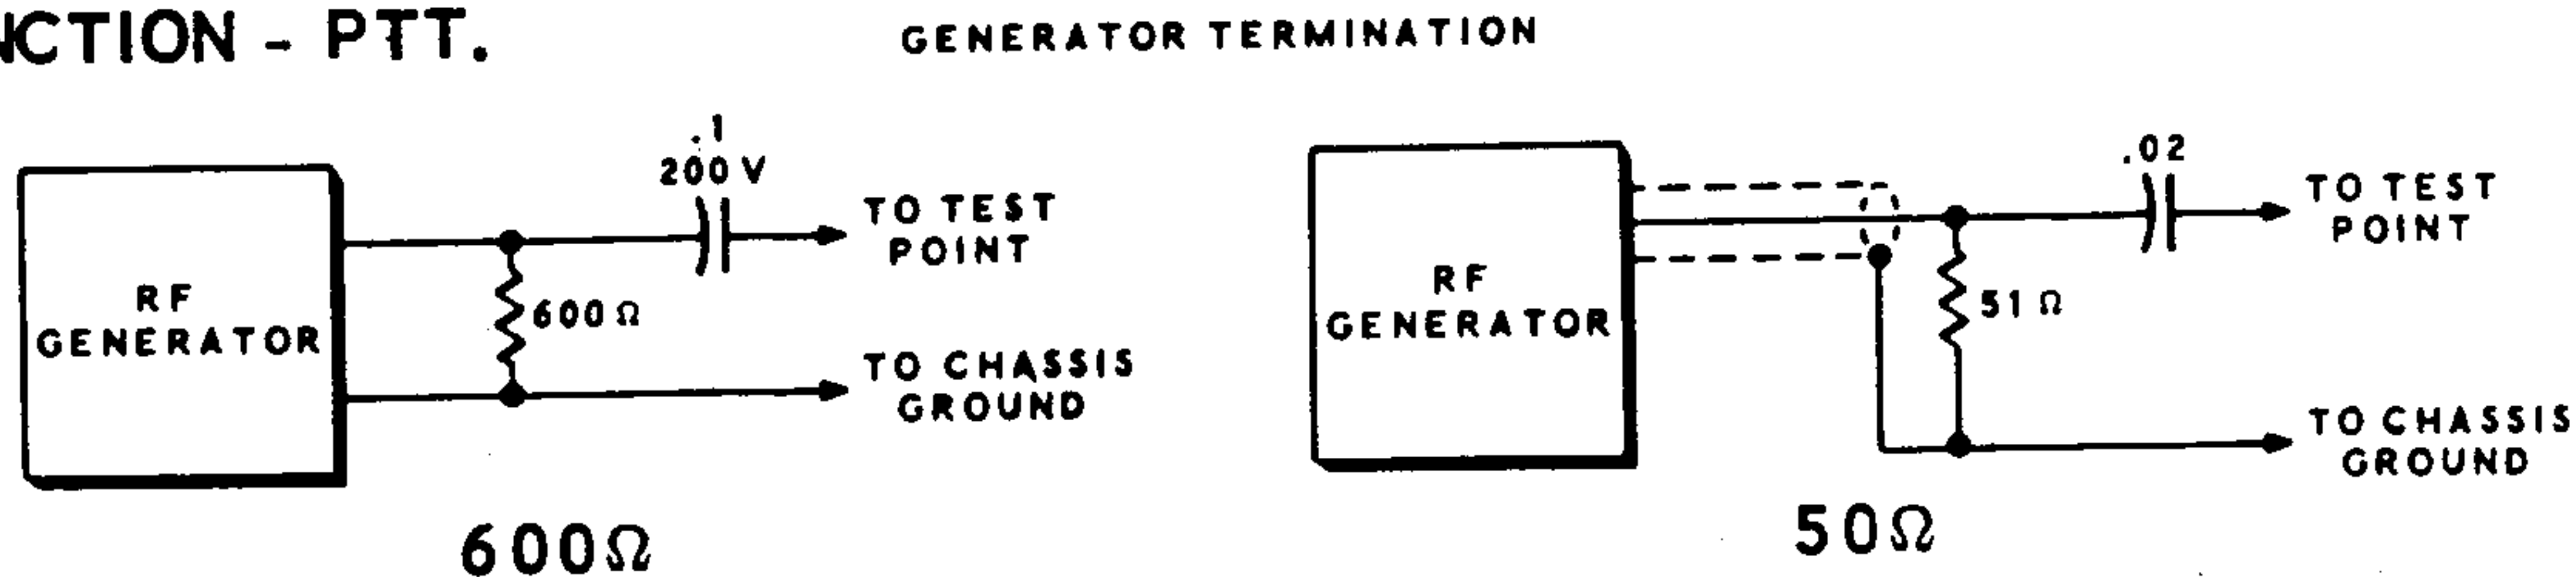 NCTION - PTT.
GENERATOR TERMINATION
.1
200 V
TO TEST
POINT
RF
GENERATOR
600 Ω
TO CHASSIS
GROUND
600Ω
.02
TO TEST
POINT
RF
GENERATOR
51 Ω
TO CHASSIS
GROUND
50Ω